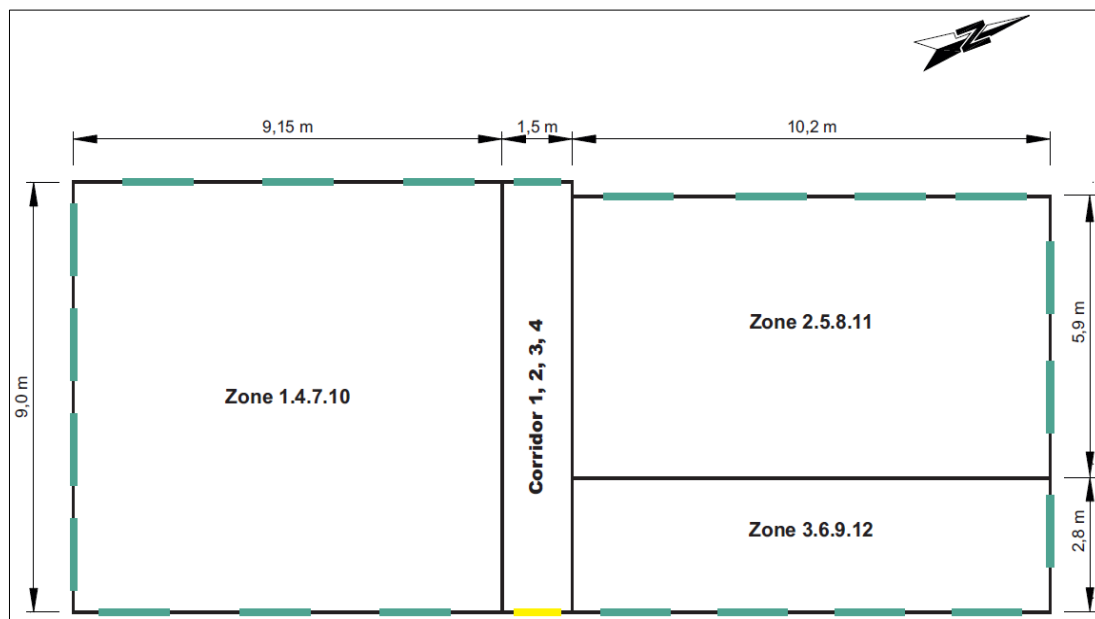 N
9,15 m
1,5 m
10,2 m
Zone 2.5.8.11
5,9 m
Zone 1.4.7.10
9,0 m
Corridor 1, 2, 3, 4
Zone 3.6.9.12
2,8 m